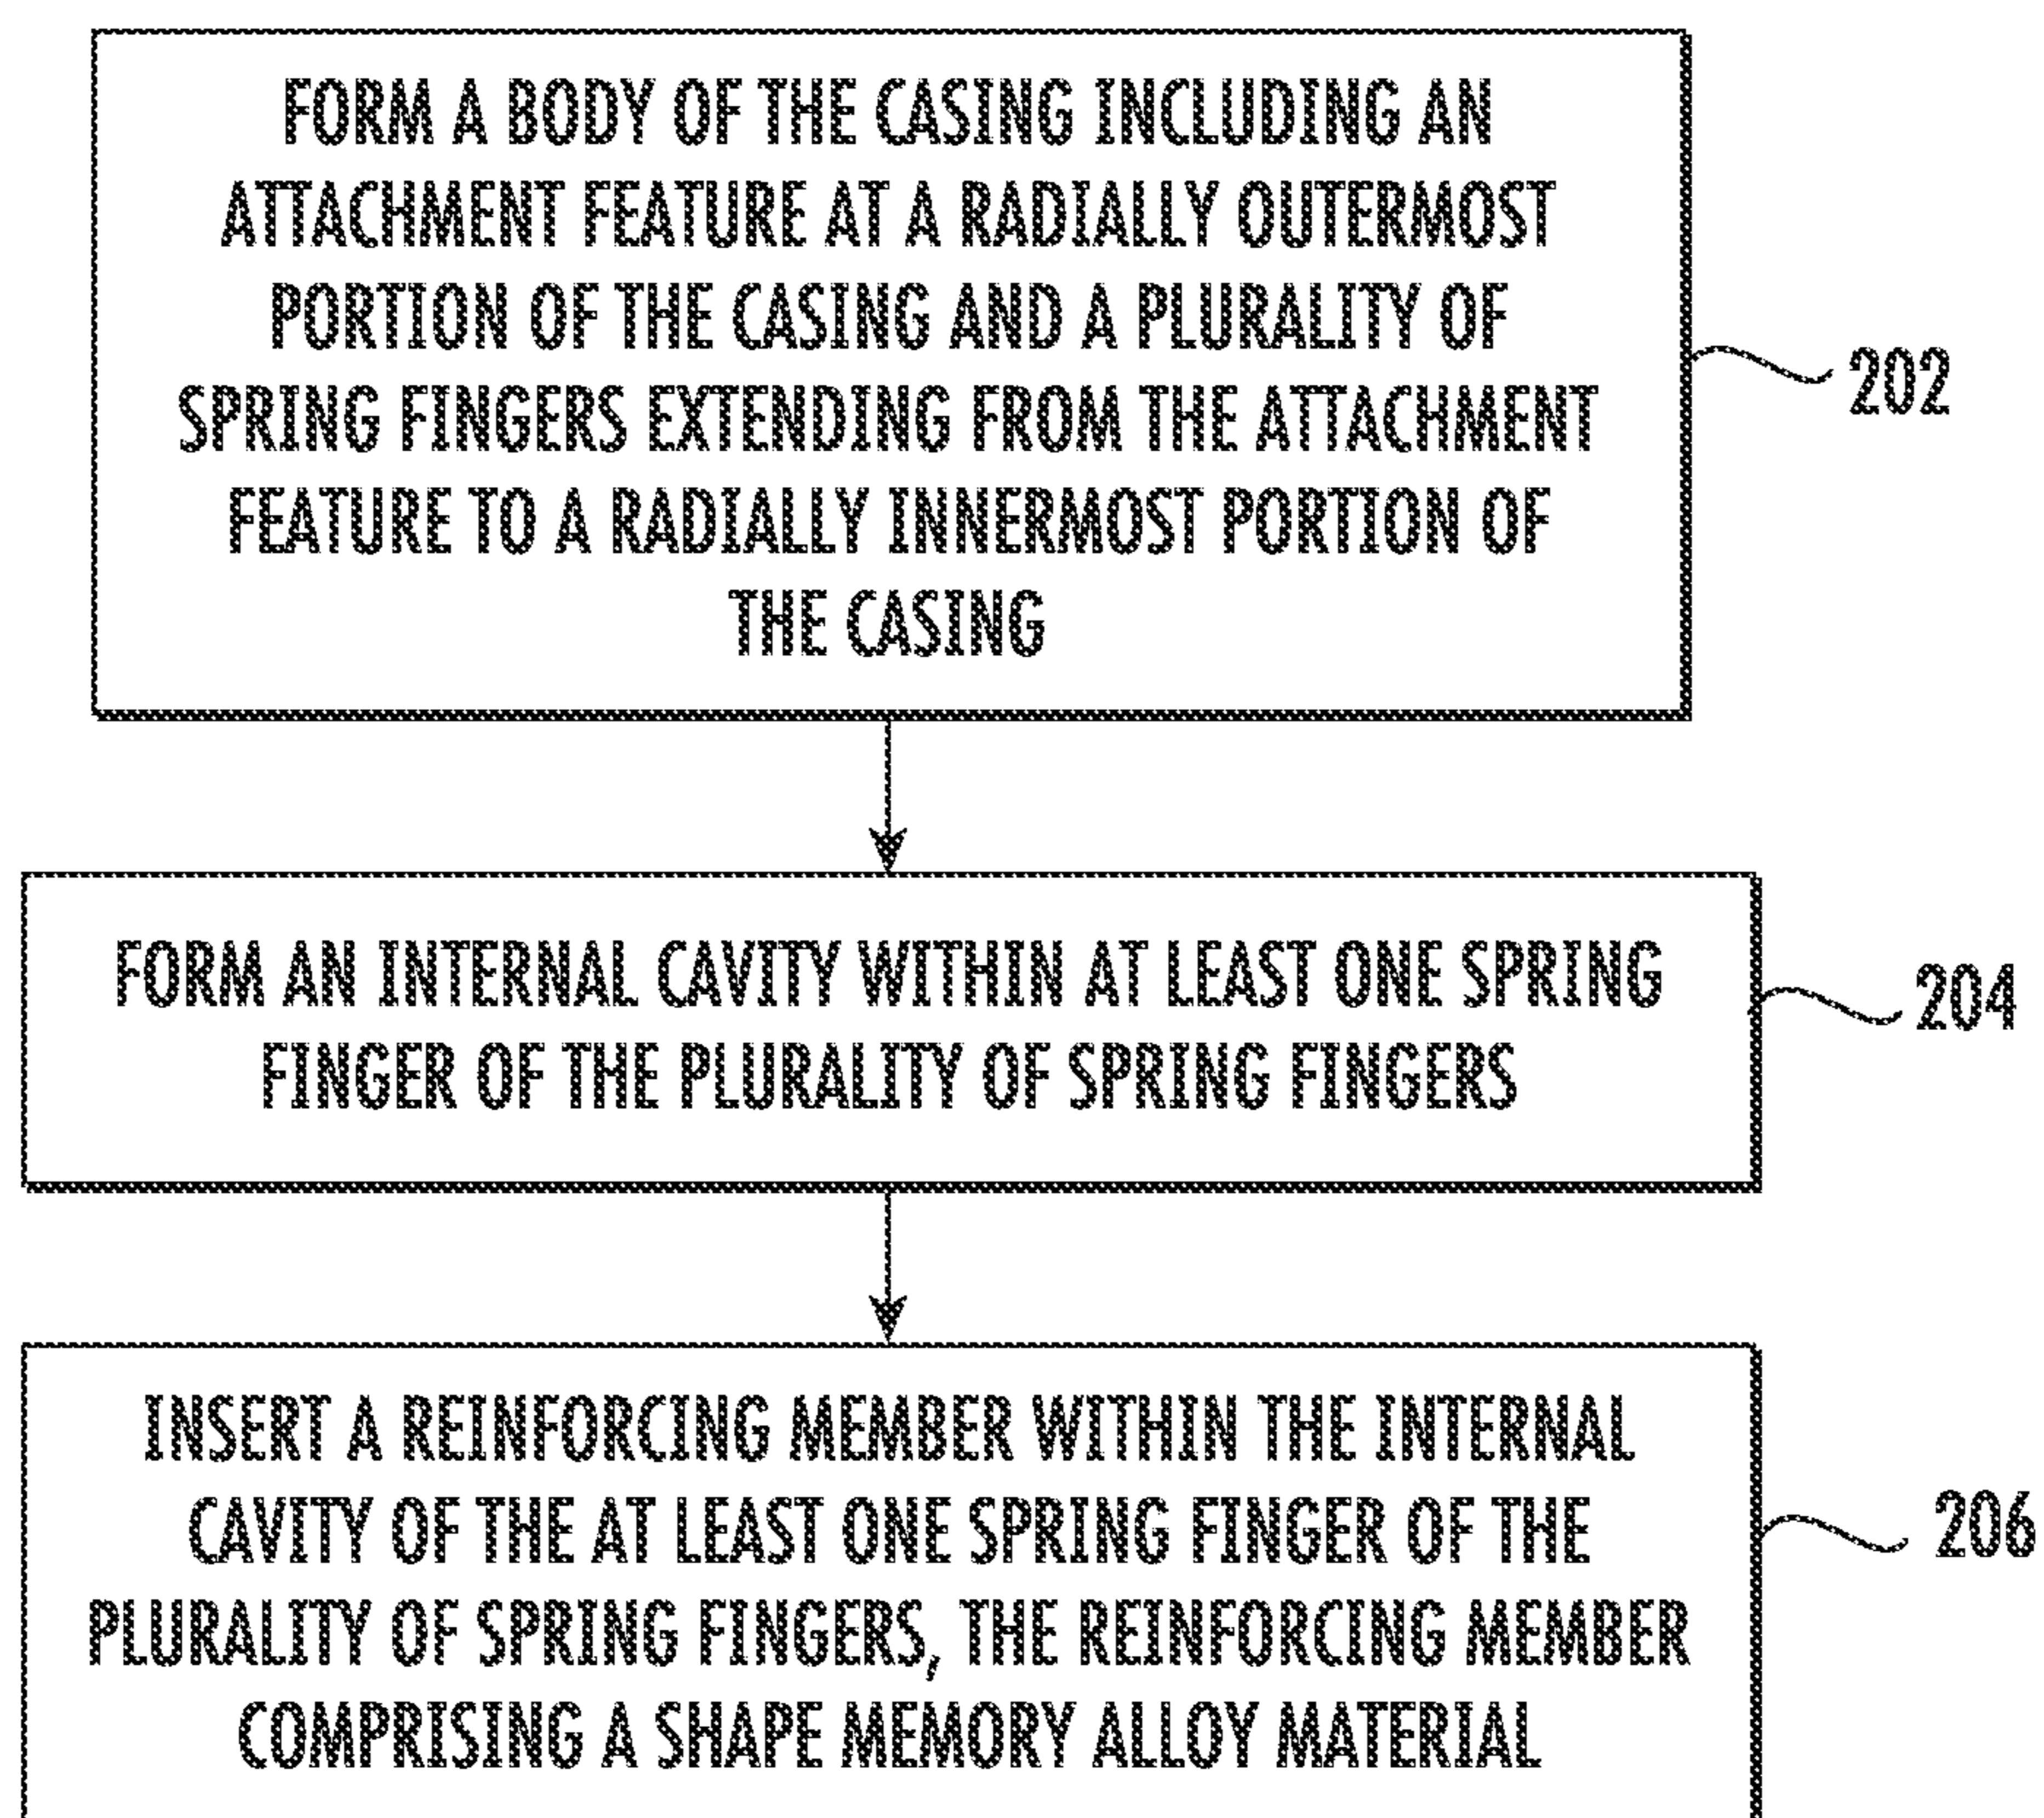 FORM A BODY OF THE CASING INCLUDING AN
ATTACHMENT FEATURE AT A RADIALLY OUTERMOST
PORTION OF THE CASING AND A PLURALITY OF
SPRING FINGERS EXTENDING FROM THE ATTACHMENT
FEATURE TO A RADIALLY INNERMOST PORTION OF
THE CASING
202
FORM AN INTERNAL CAVITY WITHIN AT LEAST ONE SPRING
FINGER OF THE PLURALITY OF SPRING FINGERS
204
INSERT A REINFORCING MEMBER WITHIN THE INTERNAL
CAVITY OF THE AT LEAST ONE SPRING FINGER OF THE
PLURALITY OF SPRING FINGERS, THE REINFORCING MEMBER
COMPRISING A SHAPE MEMORY ALLOY MATERIAL
206